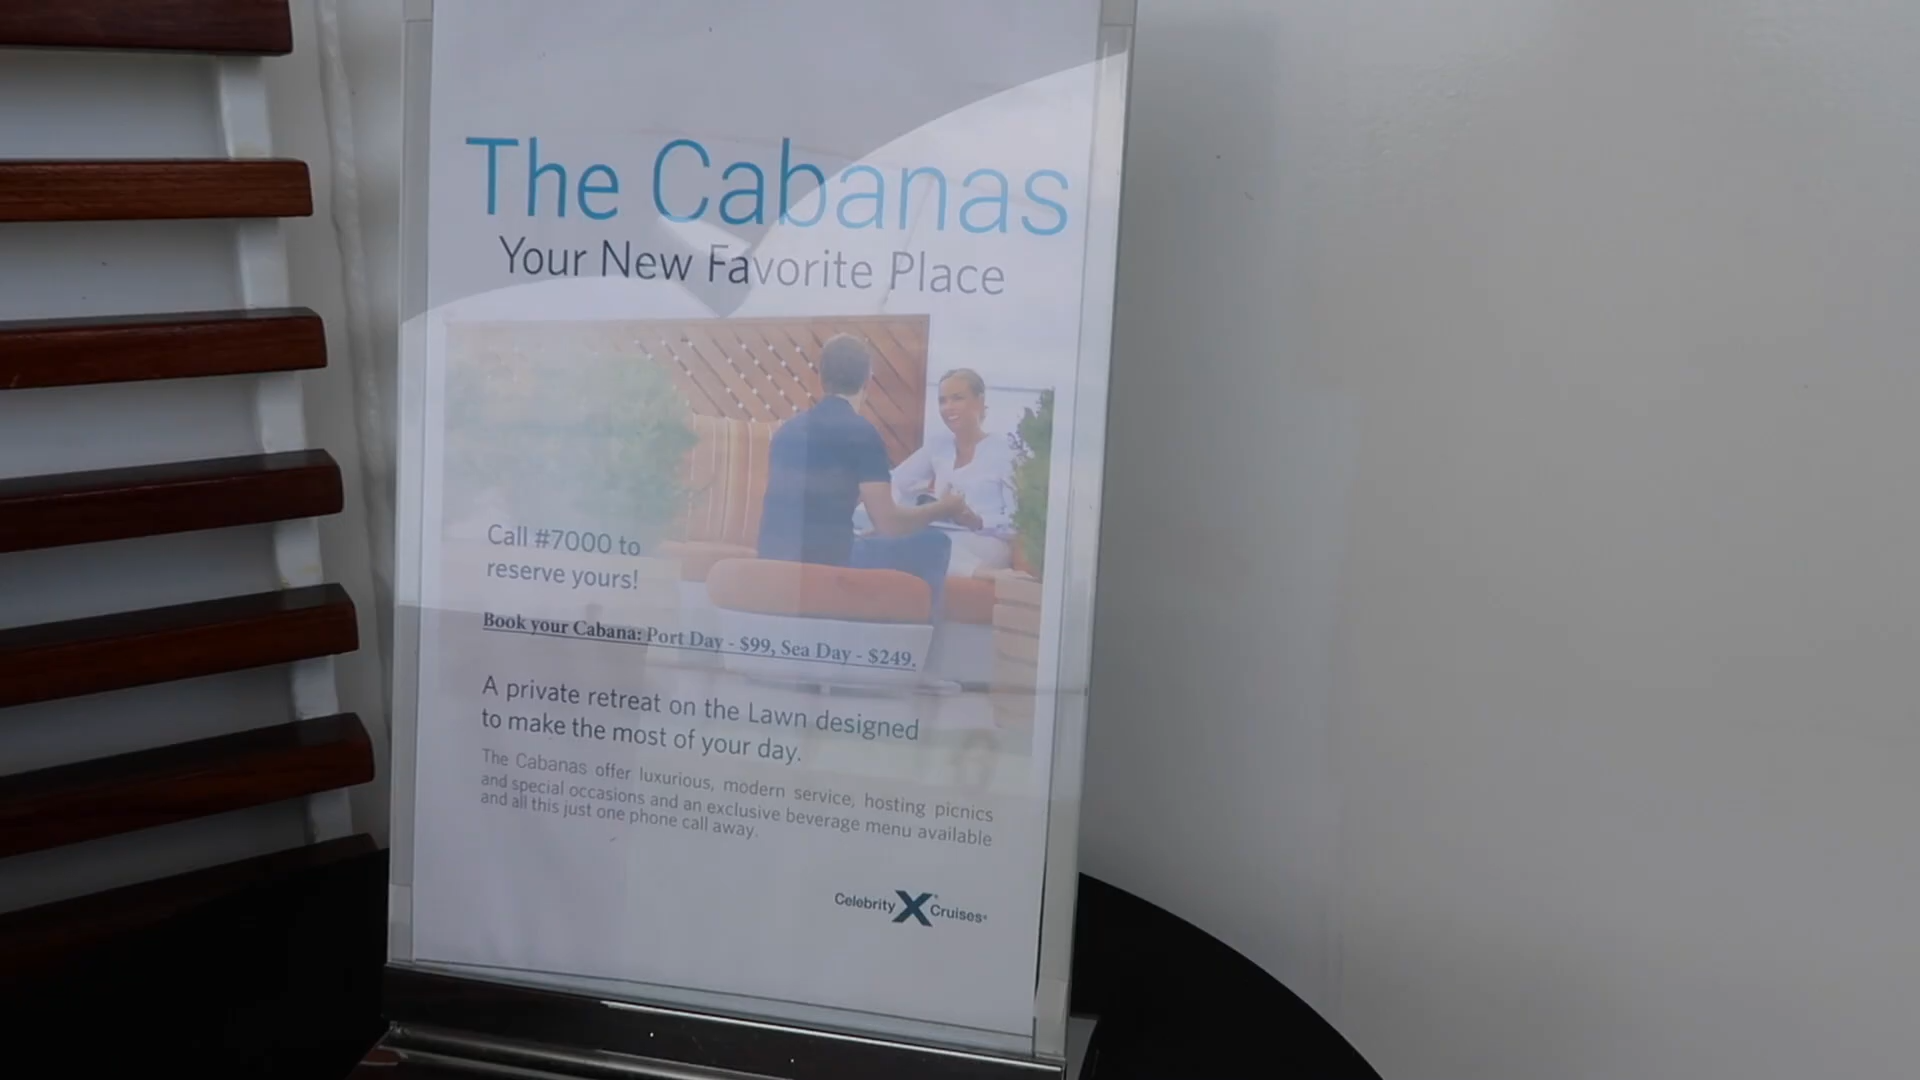 The Cabanas
Your New Favorite Place
Call #7000 to
reserve yours!
Book your Cabana: Port Day - $99, Sea Day - $249.
A private retreat on the Lawn designed
to make the most of your day.
The Cabanas offer luxurious, modern service, hosting picnics
and special occasions and an exclusive beverage menu available
and all this just one phone call away.
Celebrity X Cruises®